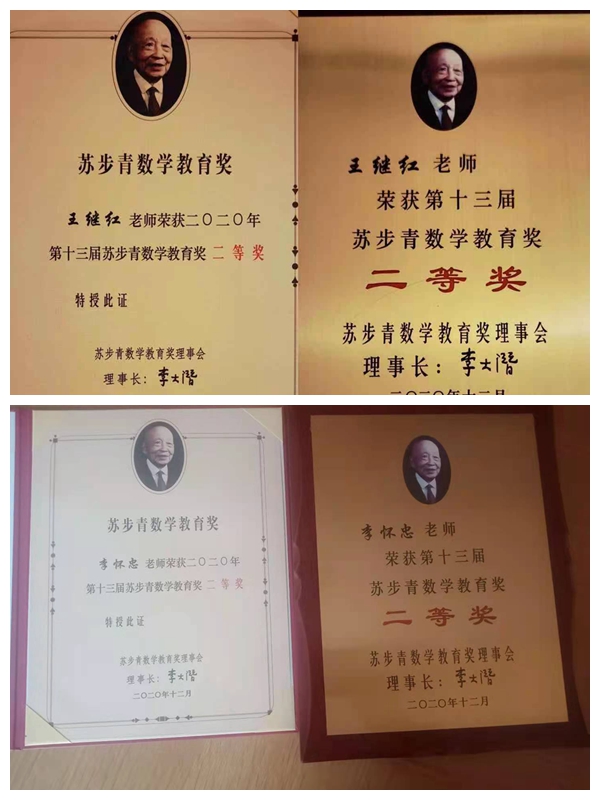 苏步青数学教育奖
王继红 老师荣获二〇二〇年
第十三届苏步青数学教育奖 二等奖
特授此证
苏步青数学教育奖理事会
理事长：李大潜
王继红 老师
荣获第十三届
苏步青数学教育奖
二等奖
苏步青数学教育奖理事会
理事长：李大潜
二〇二〇年十二月
苏步青数学教育奖
李怀忠 老师荣获二〇二〇年
第十三届苏步青数学教育奖 二等奖
特授此证
苏步青数学教育奖理事会
理事长：李大潜
二〇二〇年十二月
李怀忠 老师
荣获第十三届
苏步青数学教育奖
二等奖
苏步青数学教育奖理事会
理事长：李大潜
二〇二〇年十二月